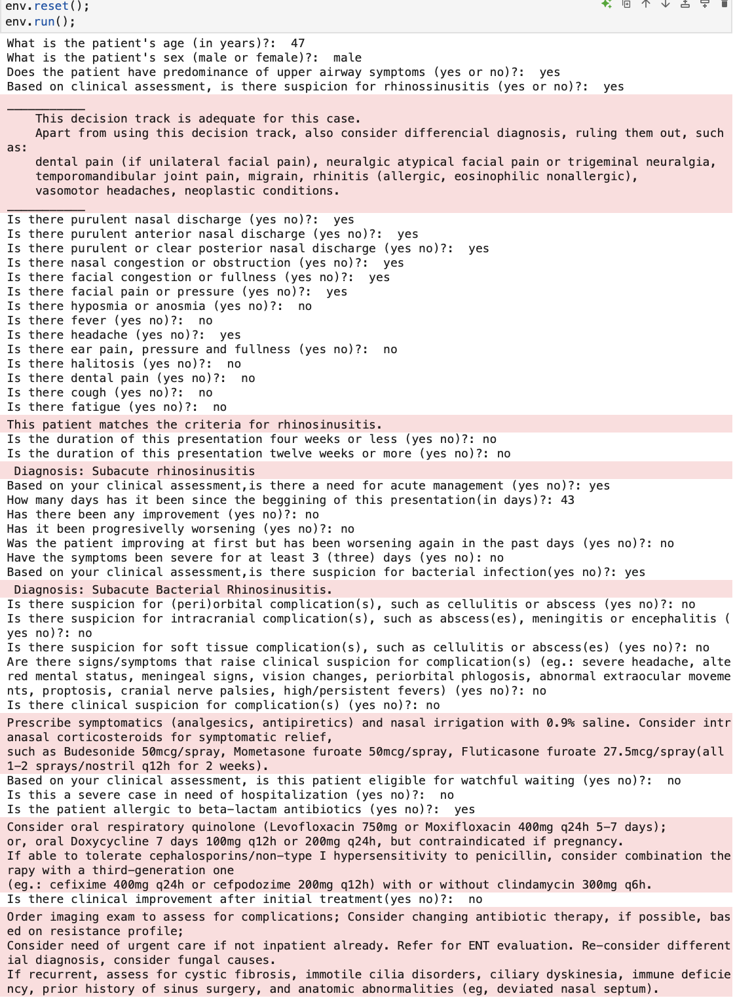 env.reset();
env.run();
What is the patient's age (in years)?:  47
What is the patient's sex (male or female)?:  male
Does the patient have predominance of upper airway symptoms (yes or no)?:  yes
Based on clinical assessment, is there suspicion for rhinossinusitis (yes or no)?:  yes
___________
    This decision track is adequate for this case.
    Apart from using this decision track, also consider differencial diagnosis, ruling them out, such
as:
    dental pain (if unilateral facial pain), neuralgic atypical facial pain or trigeminal neuralgia,
    temporomandibular joint pain, migrain, rhinitis (allergic, eosinophilic nonallergic),
    vasomotor headaches, neoplastic conditions.
___________
Is there purulent nasal discharge (yes no)?:  yes
Is there purulent anterior nasal discharge (yes no)?:  yes
Is there purulent or clear posterior nasal discharge (yes no)?:  yes
Is there nasal congestion or obstruction (yes no)?:  yes
Is there facial congestion or fullness (yes no)?:  yes
Is there facial pain or pressure (yes no)?:  yes
Is there hyposmia or anosmia (yes no)?:  no
Is there fever (yes no)?:  no
Is there headache (yes no)?:  yes
Is there ear pain, pressure and fullness (yes no)?:  no
Is there halitosis (yes no)?:  no
Is there dental pain (yes no)?:  no
Is there cough (yes no)?:  no
Is there fatigue (yes no)?:  no
This patient matches the criteria for rhinosinusitis.
Is the duration of this presentation four weeks or less (yes no)?: no
Is the duration of this presentation twelve weeks or more (yes no)?: no
 Diagnosis: Subacute rhinosinusitis
Based on your clinical assessment,is there a need for acute management (yes no)?: yes
How many days has it been since the beggining of this presentation(in days)?: 43
Has there been any improvement (yes no)?: no
Has it been progresivelly worsening (yes no)?: no
Was the patient improving at first but has been worsening again in the past days (yes no)?: no
Have the symptoms been severe for at least 3 (three) days (yes no): no
Based on your clinical assessment,is there suspicion for bacterial infection(yes no)?: yes
 Diagnosis: Subacute Bacterial Rhinosinusitis.
Is there suspicion for (peri)orbital complication(s), such as cellulitis or abscess (yes no)?: no
Is there suspicion for intracranial complication(s), such as abscess(es), meningitis or encephalitis (
yes no)?: no
Is there suspicion for soft tissue complication(s), such as cellulitis or abscess(es) (yes no)?: no
Are there signs/symptoms that raise clinical suspicion for complication(s) (eg.: severe headache, alte
red mental status, meningeal signs, vision changes, periorbital phlogosis, abnormal extraocular moveme
nts, proptosis, cranial nerve palsies, high/persistent fevers) (yes no)?: no
Is there clinical suspicion for complication(s) (yes no)?: no
Prescribe symptomatics (analgesics, antipiretics) and nasal irrigation with 0.9% saline. Consider intr
anasal corticosteroids for symptomatic relief,
such as Budesonide 50mcg/spray, Mometasone furoate 50mcg/spray, Fluticasone furoate 27.5mcg/spray(all
1-2 sprays/nostril q12h for 2 weeks).
Based on your clinical assessment, is this patient eligible for watchful waiting (yes no)?:  no
Is this a severe case in need of hospitalization (yes no)?:  no
Is the patient allergic to beta-lactam antibiotics (yes no)?:  yes
Consider oral respiratory quinolone (Levofloxacin 750mg or Moxifloxacin 400mg q24h 5-7 days);
or, oral Doxycycline 7 days 100mg q12h or 200mg q24h, but contraindicated if pregnancy.
If able to tolerate cephalosporins/non-type I hypersensitivity to penicillin, consider combination the
rapy with a third-generation one
(eg.: cefixime 400mg q24h or cefpodozime 200mg q12h) with or without clindamycin 300mg q6h.
Is there clinical improvement after initial treatment(yes no)?:  no
Order imaging exam to assess for complications; Consider changing antibiotic therapy, if possible, bas
ed on resistance profile;
Consider need of urgent care if not inpatient already. Refer for ENT evaluation. Re-consider different
ial diagnosis, consider fungal causes.
If recurrent, assess for cystic fibrosis, immotile cilia disorders, ciliary dyskinesia, immune deficie
ncy, prior history of sinus surgery, and anatomic abnormalities (eg, deviated nasal septum).